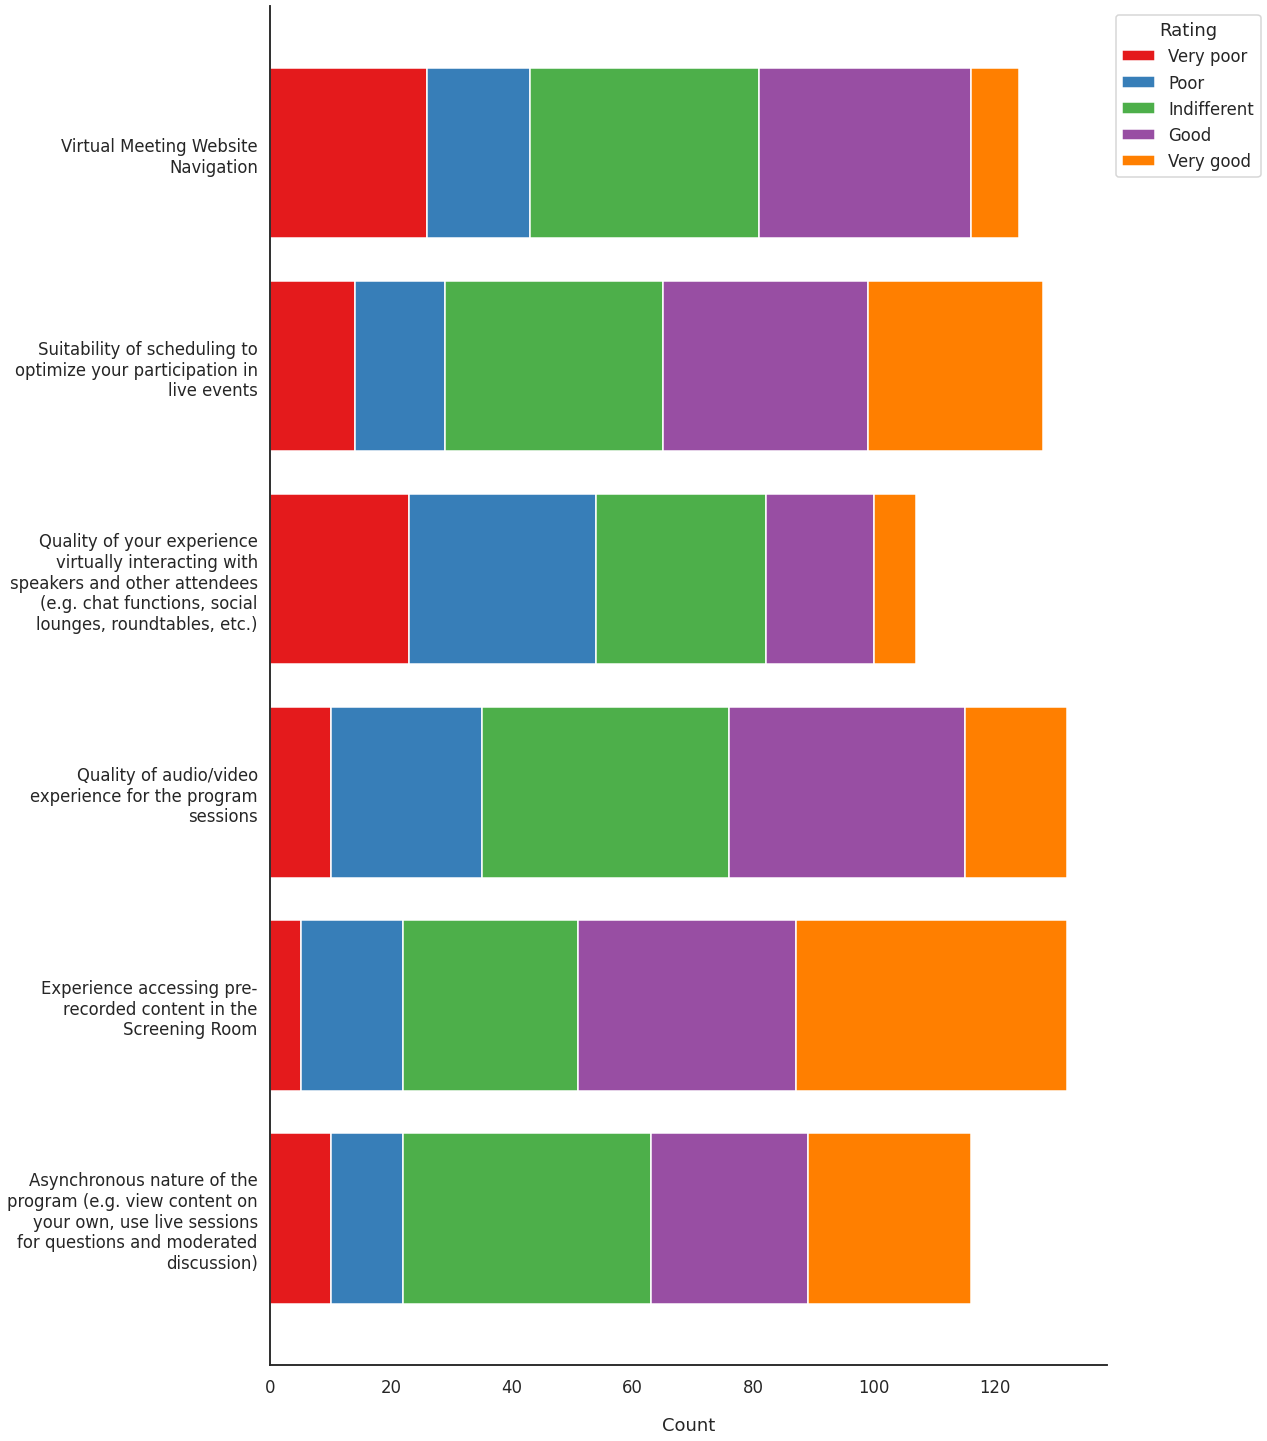 Rating
Very poor
Poor
Indifferent
Good
Very good
Virtual Meeting Website
Navigation
Suitability of scheduling to
optimize your participation in
live events
Quality of your experience
virtually interacting with
speakers and other attendees
(e.g. chat functions, social
lounges, roundtables, etc.)
Quality of audio/video
experience for the program
sessions
Experience accessing pre-
recorded content in the
Screening Room
Asynchronous nature of the
program (e.g. view content on
your own, use live sessions
for questions and moderated
discussion)
0 20 40 60 80 100 120
Count